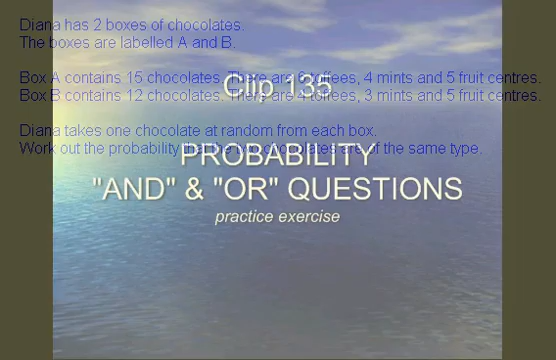 Diana has 2 boxes of chocolates.
The boxes are labelled A and B.
Box A contains 15 chocolates. There are 6 toffees, 4 mints and 5 fruit centres.
Box B contains 12 chocolates. There are 4 toffees, 3 mints and 5 fruit centres.
Clip 135
Diana takes one chocolate at random from each box.
Work out the probability that the two chocolates are of the same type.
PROBABILITY
"AND" & "OR" QUESTIONS
practice exercise